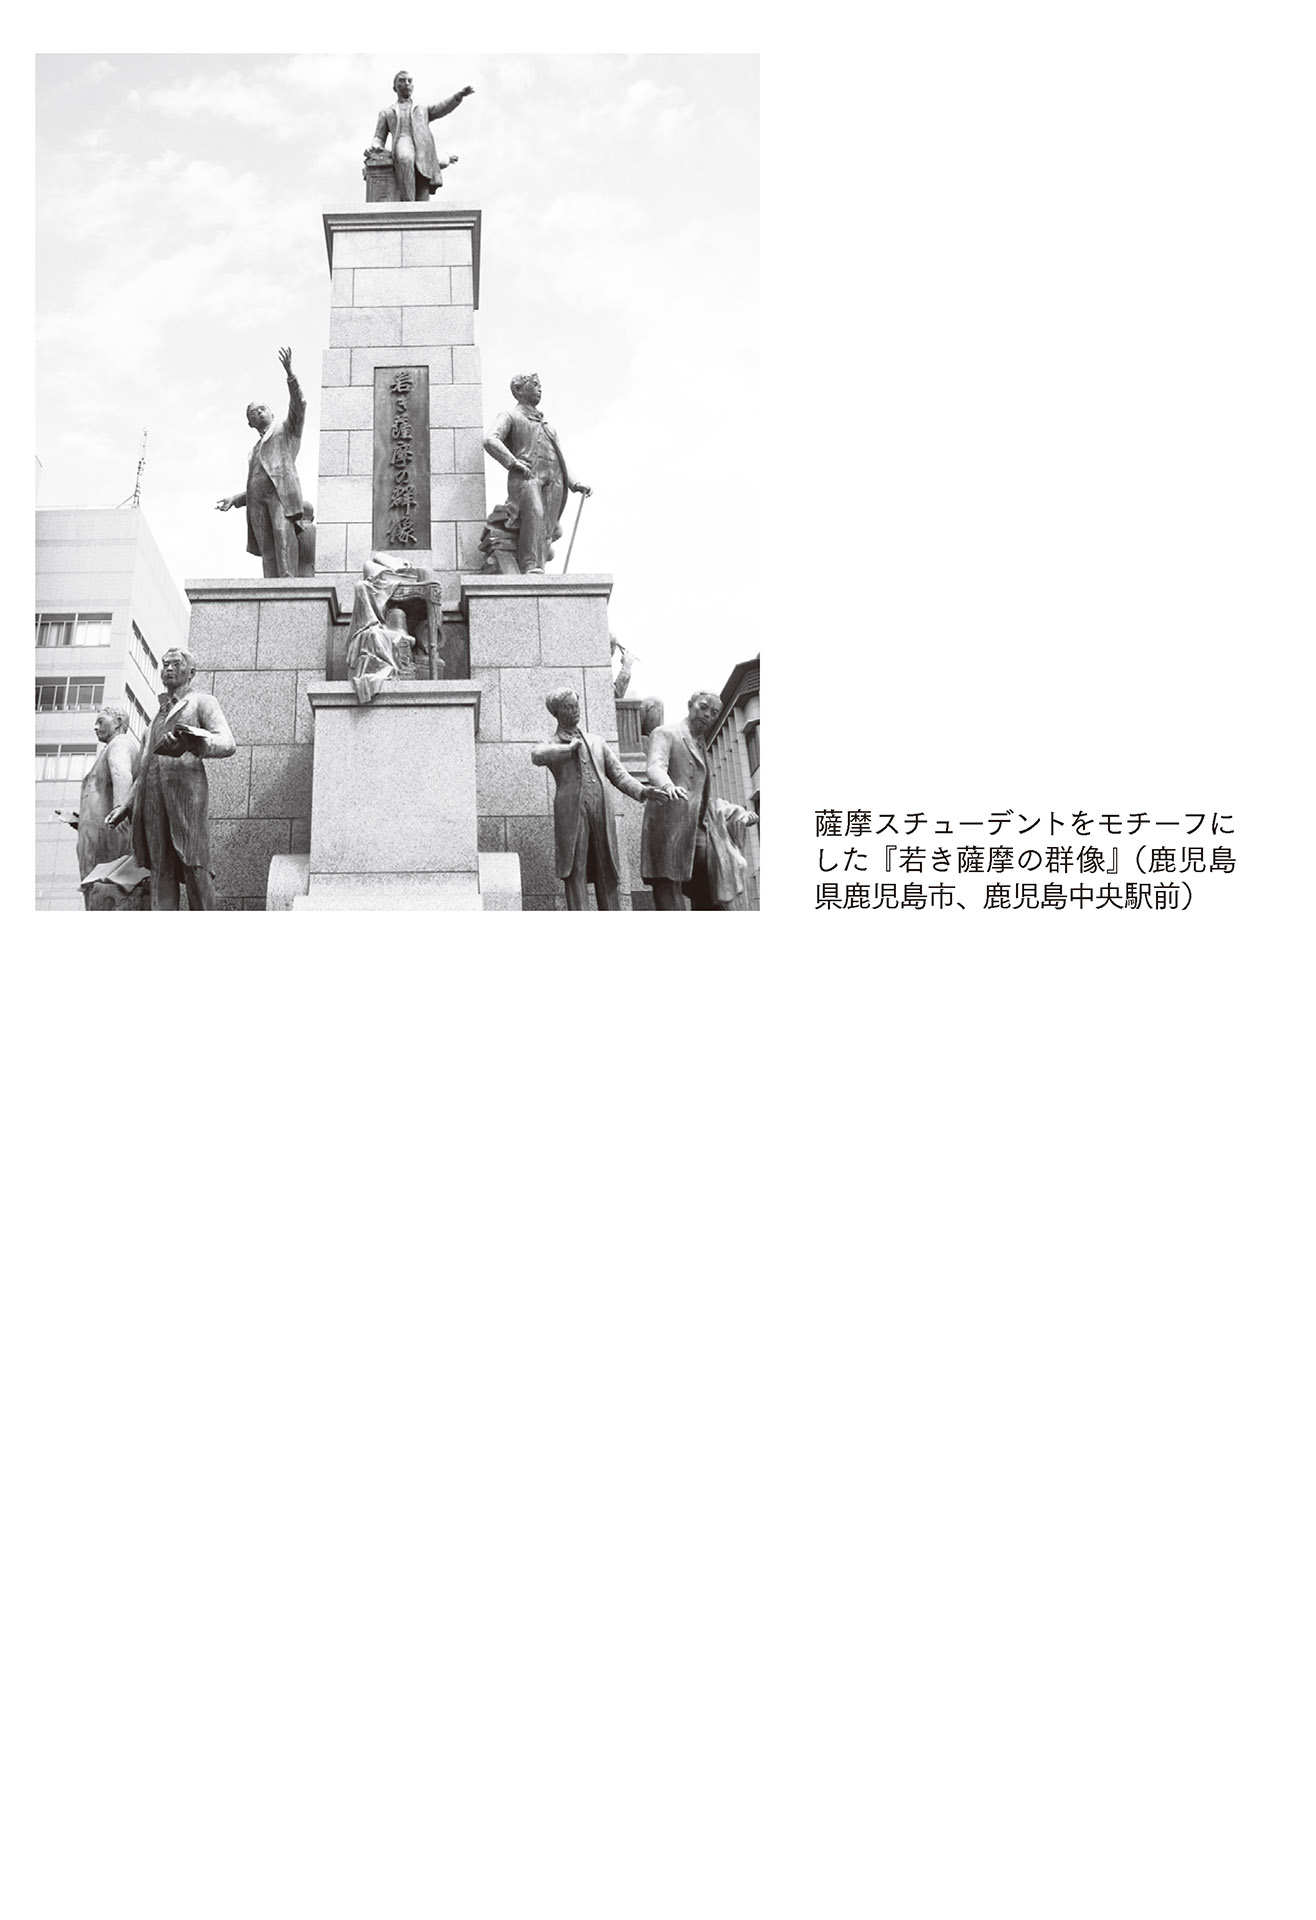 若き薩摩の群像
薩摩スチューデントをモチーフに
した『若き薩摩の群像』（鹿児島
県鹿児島市、鹿児島中央駅前）